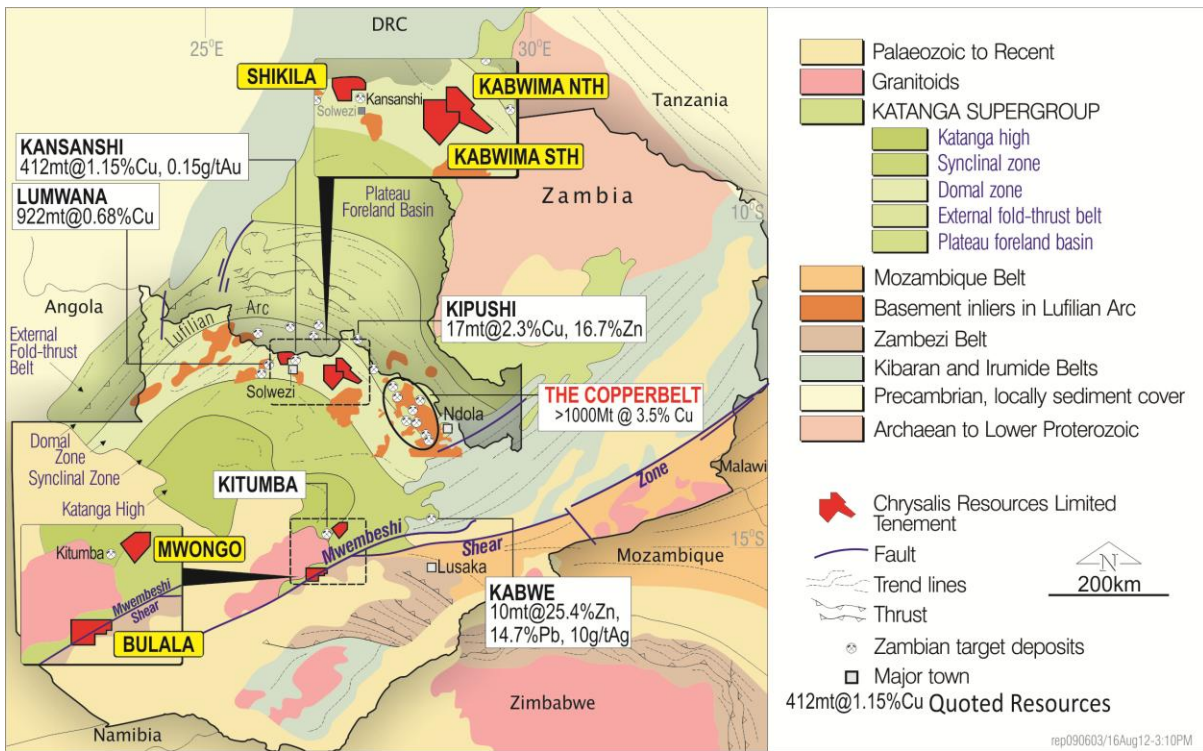 DRC
25°E
30°E
SHIKILA
Kansanshi
Solwezi
KABWIMA NTH
KABWIMA STH
Tanzania
KANSANSHI
412mt@1.15%Cu, 0.15g/tAu
LUMWANA
922mt@0.68%Cu
Plateau
Foreland Basin
Zambia
10°S
Angola
Lufilian
Arc
KIPUSHI
17mt@2.3%Cu, 16.7%Zn
External
Fold-thrust
Belt
Solwezi
THE COPPERBELT
>1000Mt @ 3.5% Cu
Ndola
Domal
Zone
Synclinal Zone
Katanga High
KITUMBA
Malawi
Mwembeshi
Shear
Zone
15°S
Mozambique
Kitumba
MWONGO
Mwembeshi
Shear
BULALA
Lusaka
KABWE
10mt@25.4%Zn,
14.7%Pb, 10g/tAg
Zimbabwe
Namibia
Palaeozoic to Recent
Granitoids
KATANGA SUPERGROUP
Katanga high
Synclinal zone
Domal zone
External fold-thrust belt
Plateau foreland basin
Mozambique Belt
Basement inliers in Lufilian Arc
Zambezi Belt
Kibaran and Irumide Belts
Precambrian, locally sediment cover
Archaean to Lower Proterozoic
Chrysalis Resources Limited
Tenement
Fault
Trend lines
Thrust
Zambian target deposits
Major town
412mt@1.15%Cu Quoted Resources
N
200km
rep090603/16Aug12-3:10PM